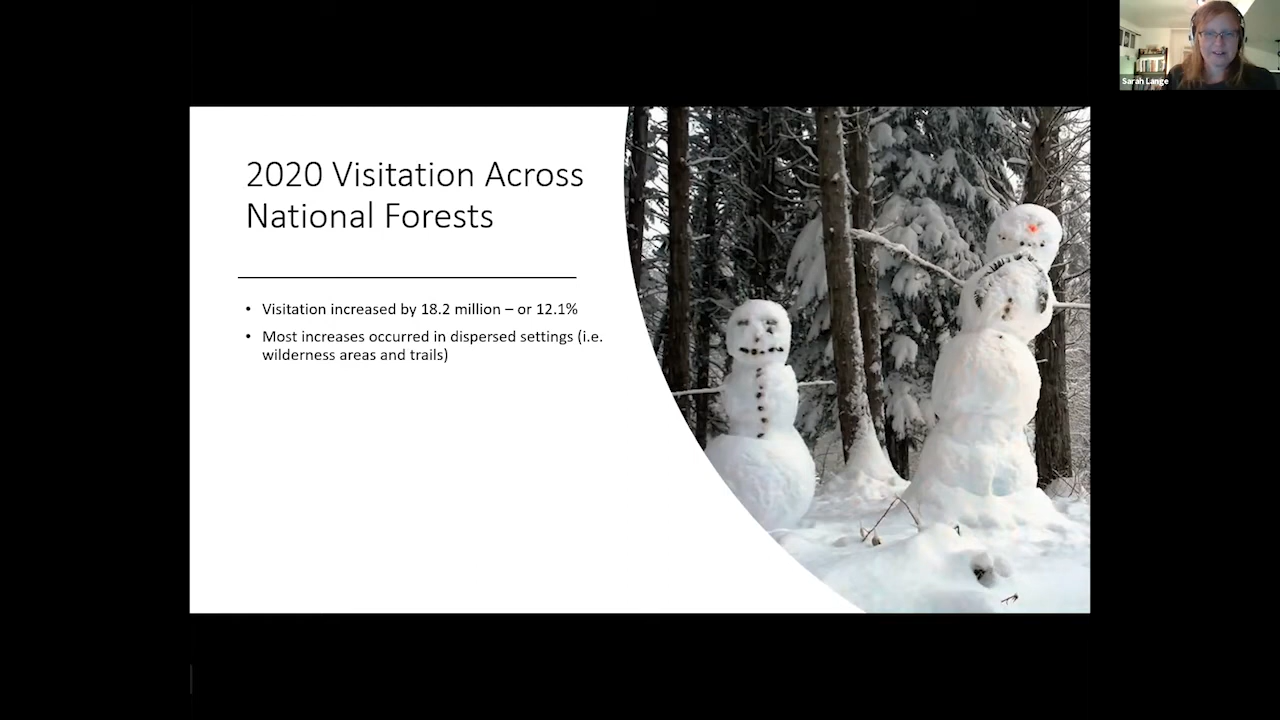 Sarah Lange
2020 Visitation Across
National Forests
• Visitation increased by 18.2 million – or 12.1%
• Most increases occurred in dispersed settings (i.e.
wilderness areas and trails)